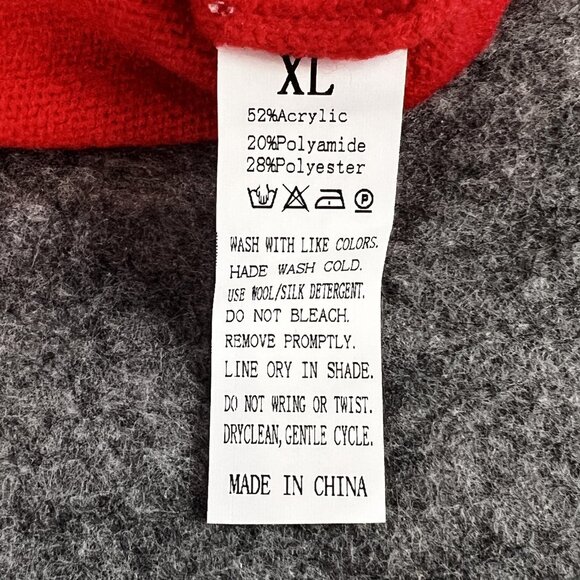 XL
52%Acrylic
20%Polyamide
28%Polyester
P
WASH WITH LIKE COLORS.
HADE WASH COLD.
USE WOOL/SILK DETERGENT.
DO NOT BLEACH.
REMOVE PROMPTLY.
LINE ORY IN SHADE.
DO NOT WRING OR TWIST.
DRYCLEAN, GENTLE CYCLE.
MADE IN CHINA